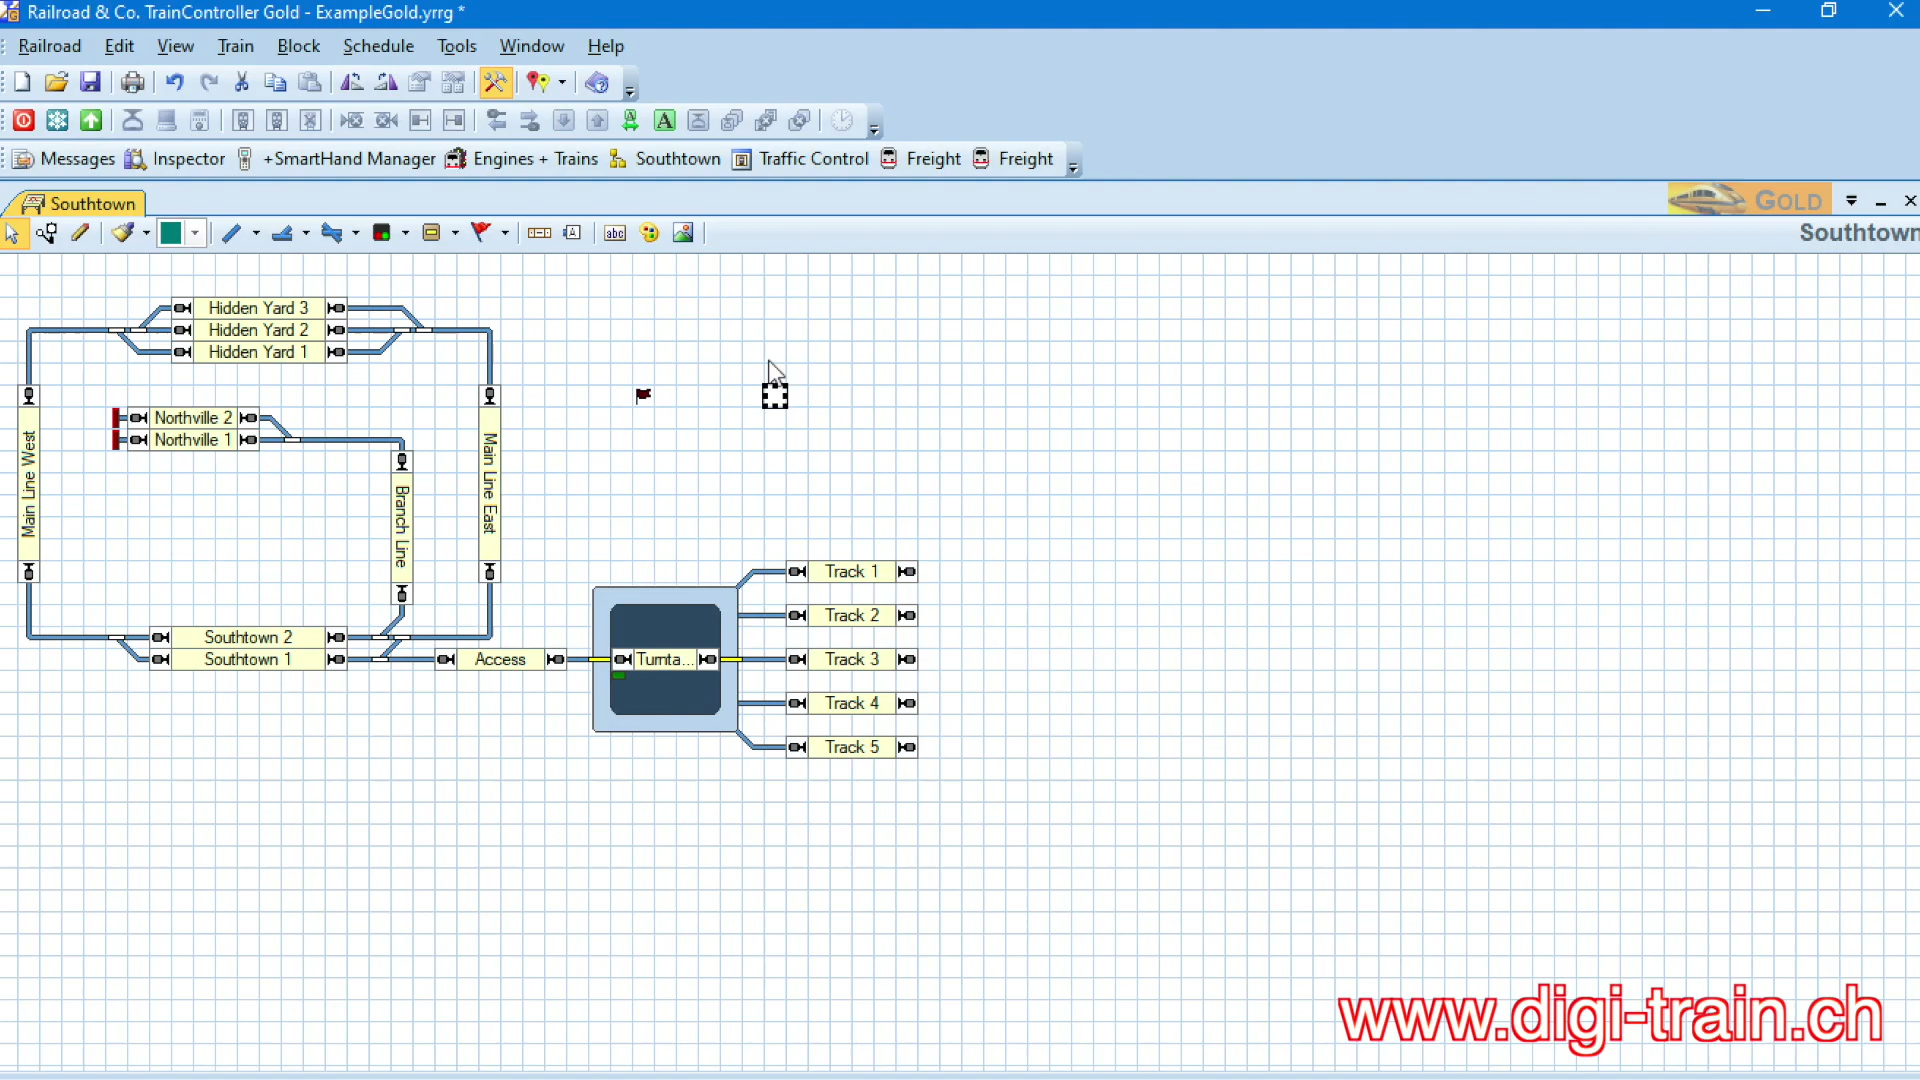 Railroad & Co. TrainController Gold - ExampleGold.yrrg *
Railroad Edit View Train Block Schedule Tools Window Help
A
Messages Inspector +SmartHand Manager Engines + Trains Southtown Traffic Control Freight Freight
Southtown
GOLD
A abc
Southtown
Hidden Yard 3
Hidden Yard 2
Hidden Yard 1
Northville 2
Northville 1
Main Line West
Branch Line
Main Line East
Southtown 2
Southtown 1
Access
Turnta...
Track 1
Track 2
Track 3
Track 4
Track 5
www.digi-train.ch